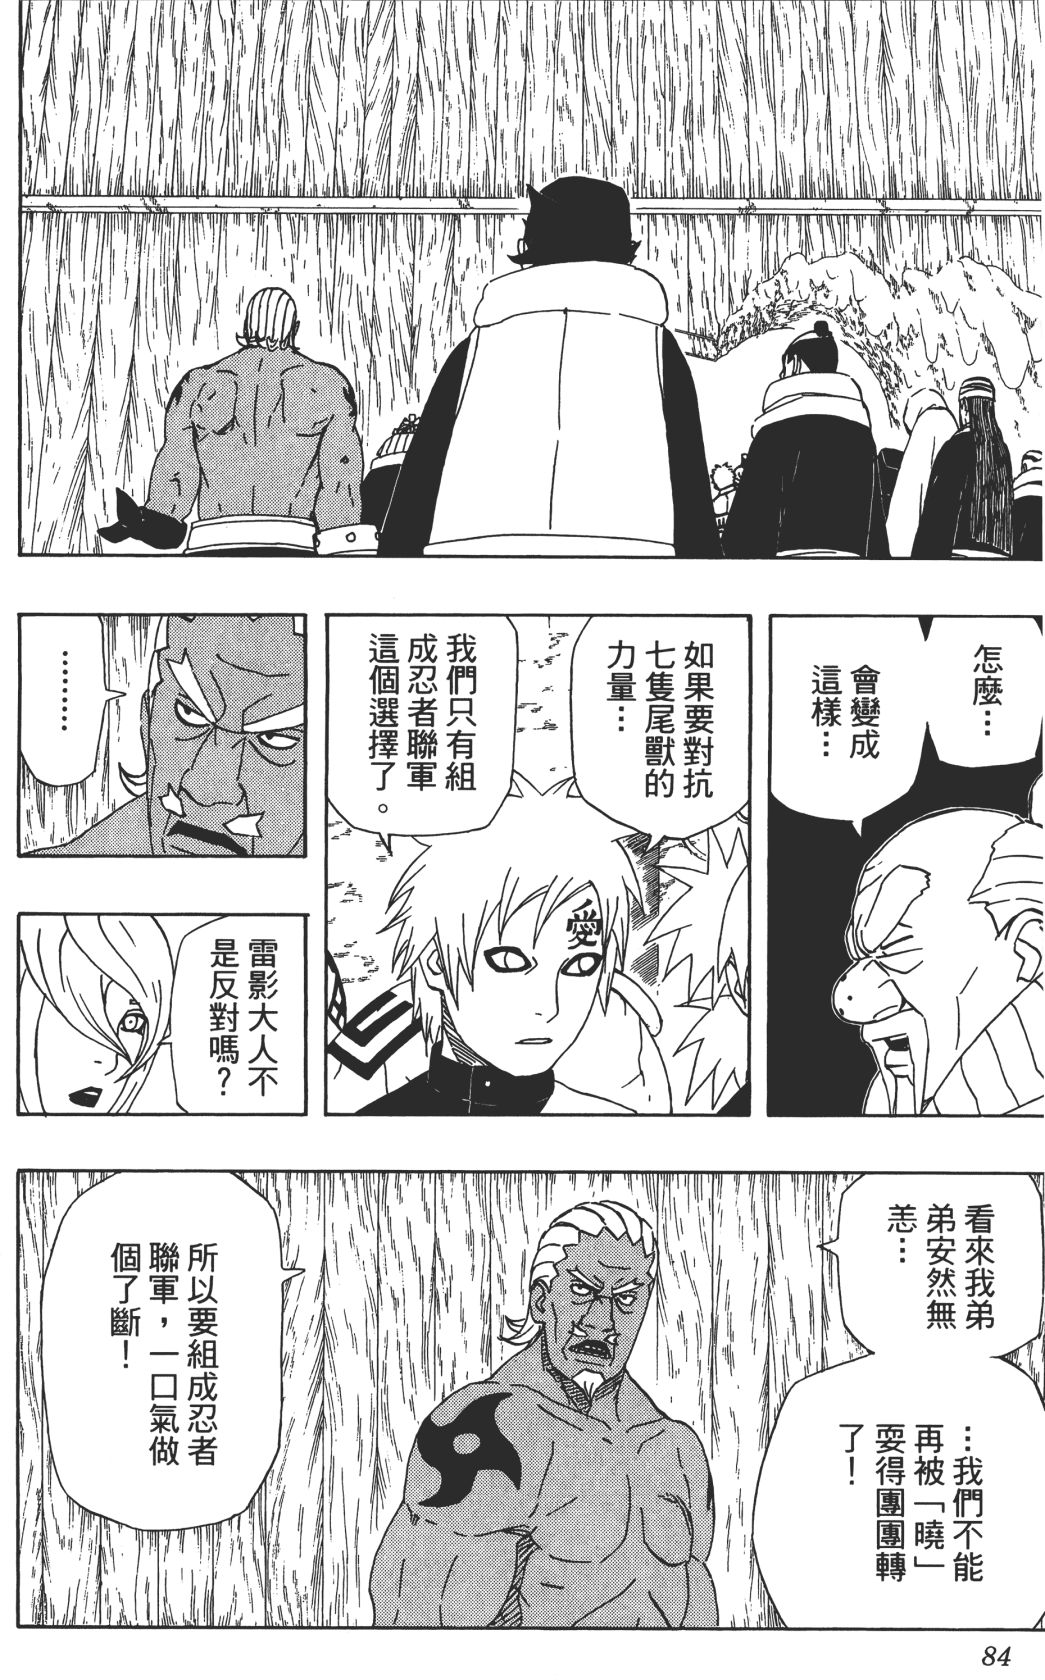 怎麼…
會變成
這樣…
如果要對抗
七隻尾獸的
力量…
我們只有組
成忍者聯軍
這個選擇了。
愛
………
雷影大人不
是反對嗎？
看來我弟
弟安然無
恙…
…我們不能
再被「曉」
耍得團團轉
了！
所以要組成忍者
聯軍，一口氣做
個了斷！
84